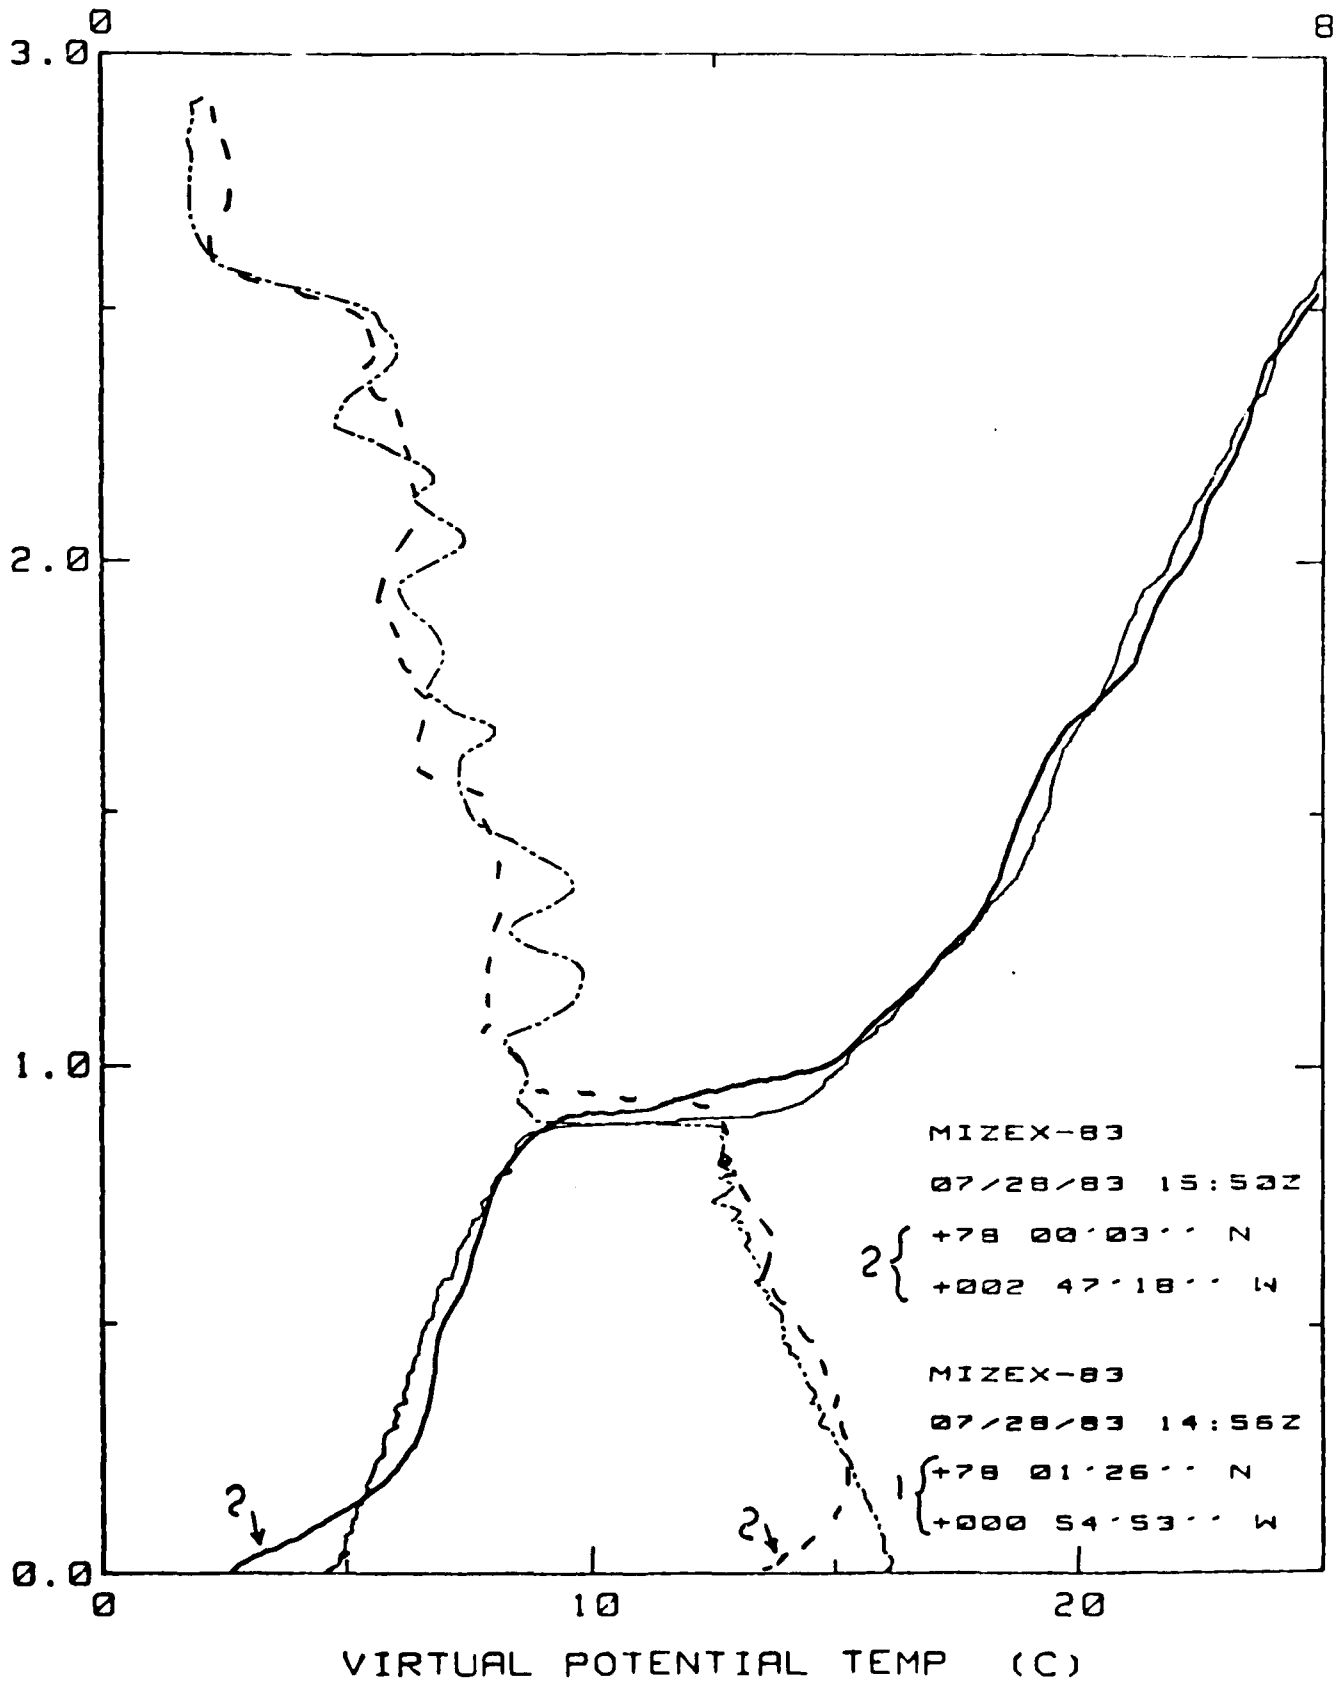 0 8
3.0
2.0
1.0
MIZEX-83
07/28/83 15:50Z
2 { +78 00'03'' N
+002 47'18'' W
MIZEX-83
07/28/83 14:56Z
1 { +78 01'26'' N
+000 54'53'' W
2 2
0.0
0 10 20
VIRTUAL POTENTIAL TEMP (C)